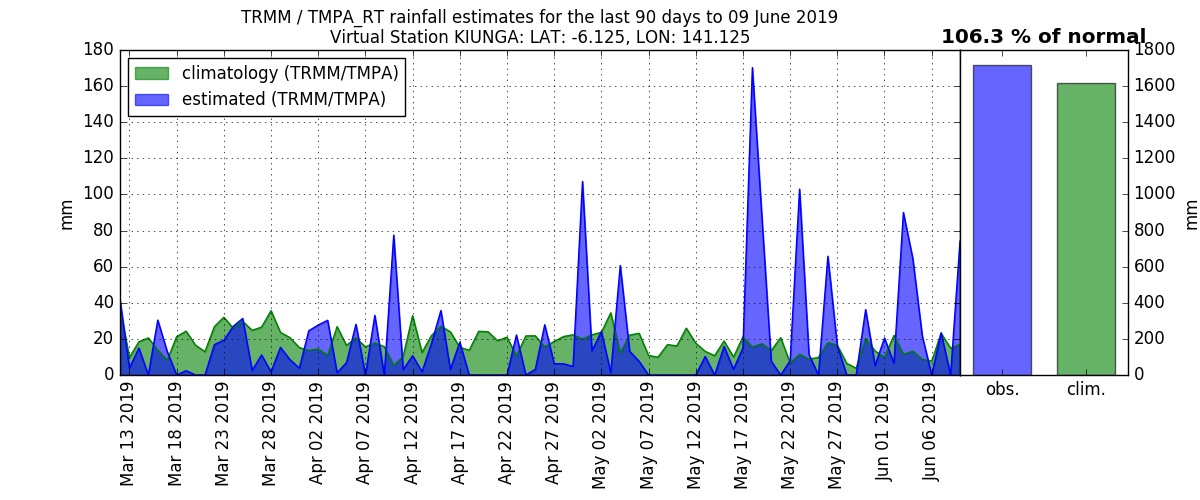 TRMM / TMPA_RT rainfall estimates for the last 90 days to 09 June 2019
Virtual Station KIUNGA: LAT: -6.125, LON: 141.125
106.3 % of normal
climatology (TRMM/TMPA)
estimated (TRMM/TMPA)
mm
180
160
140
120
100
80
60
40
20
0
Mar 13 2019
Mar 18 2019
Mar 23 2019
Mar 28 2019
Apr 02 2019
Apr 07 2019
Apr 12 2019
Apr 17 2019
Apr 22 2019
Apr 27 2019
May 02 2019
May 07 2019
May 12 2019
May 17 2019
May 22 2019
May 27 2019
Jun 01 2019
Jun 06 2019
1800
1600
1400
1200
1000
800
600
400
200
0
mm
obs.
clim.